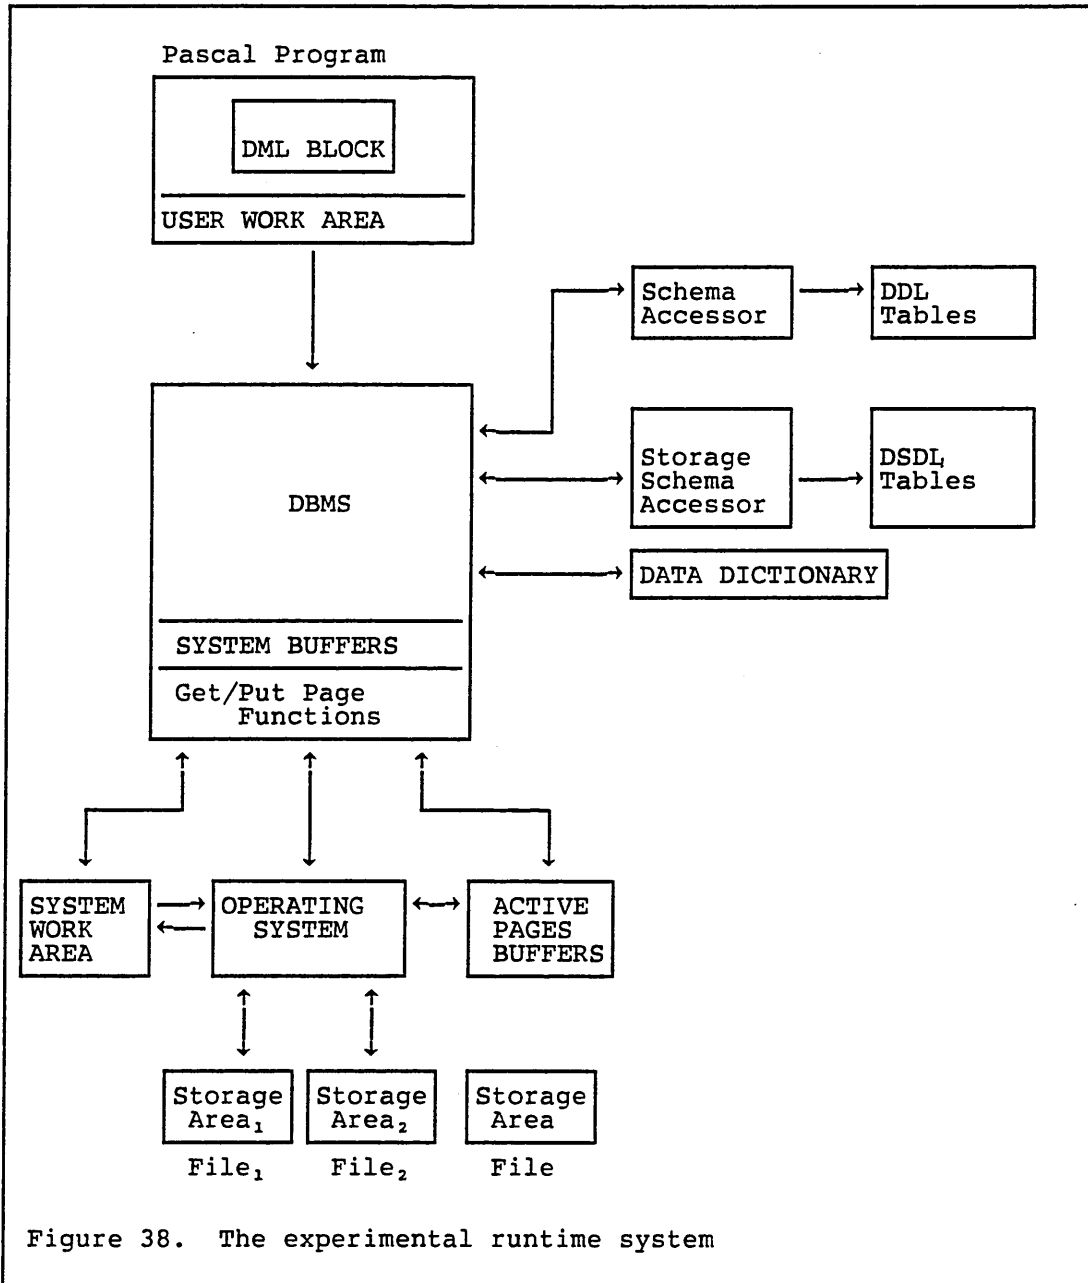 Pascal Program
DML BLOCK
USER WORK AREA
Schema
Accessor
DDL
Tables
DBMS
Storage
Schema
Accessor
DSDL
Tables
DATA DICTIONARY
SYSTEM BUFFERS
Get/Put Page
Functions
SYSTEM
WORK
AREA
OPERATING
SYSTEM
ACTIVE
PAGES
BUFFERS
Storage
Area₁
Storage
Area₂
Storage
Area
File₁
File₂
File
Figure 38. The experimental runtime system